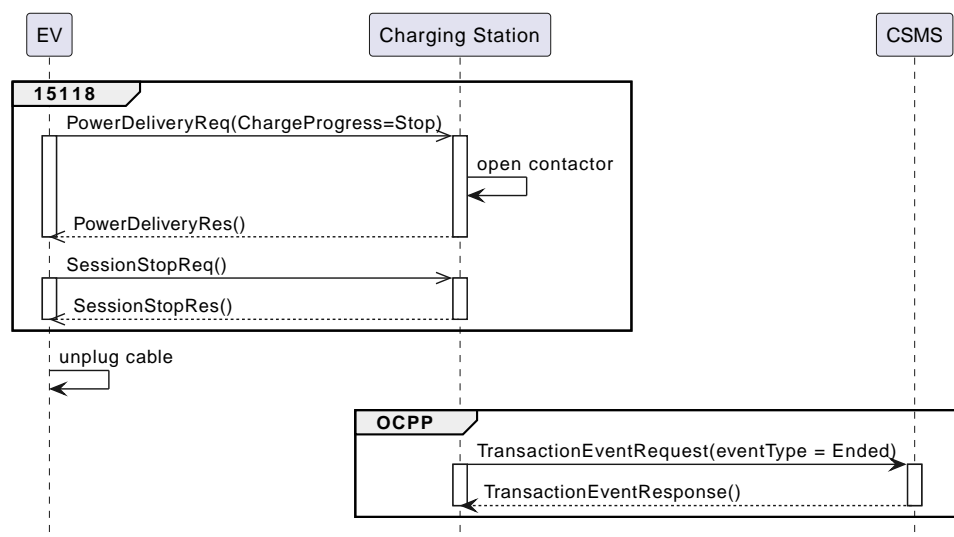 EV
Charging Station
CSMS
15118
PowerDeliveryReq(ChargeProgress=Stop)
open contactor
PowerDeliveryRes()
SessionStopReq()
SessionStopRes()
unplug cable
OCPP
TransactionEventRequest(eventType = Ended)
TransactionEventResponse()